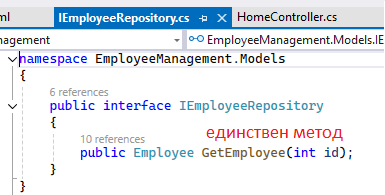 IEmployeeRepository.cs HomeController.cs
nagement EmployeeManagement.Models.IE
namespace EmployeeManagement.Models
{
6 references
public interface IEmployeeRepository
{
единствен метод
10 references
public Employee GetEmployee(int id);
}
}